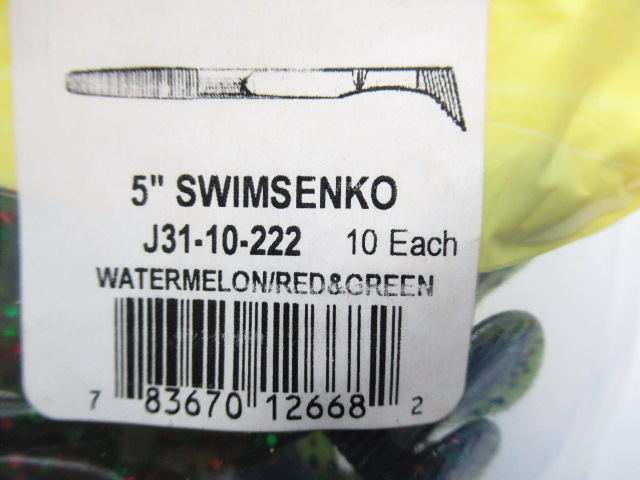 5" SWIMSENKO
J31-10-222 10 Each
WATERMELON/RED&GREEN
7 83670 12668 2